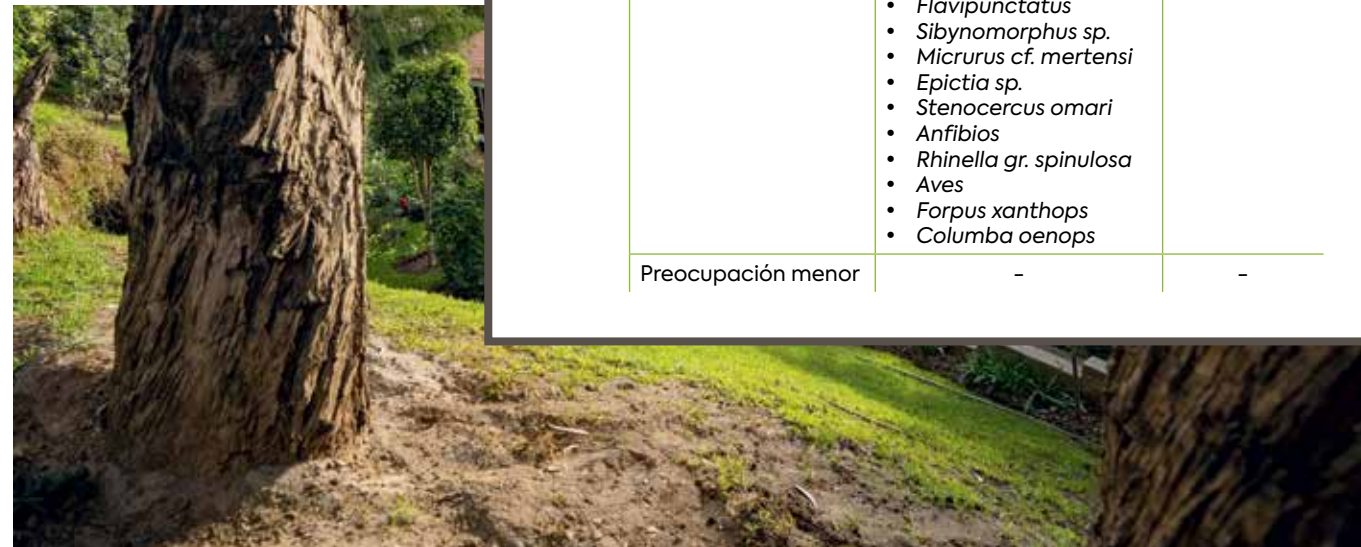 • Flavipunctatus
• Sibynomorphus sp.
• Micrurus cf. mertensi
• Epictia sp.
• Stenocercus omari
• Anfibios
• Rhinella gr. spinulosa
• Aves
• Forpus xanthops
• Columba oenops
Preocupación menor - -